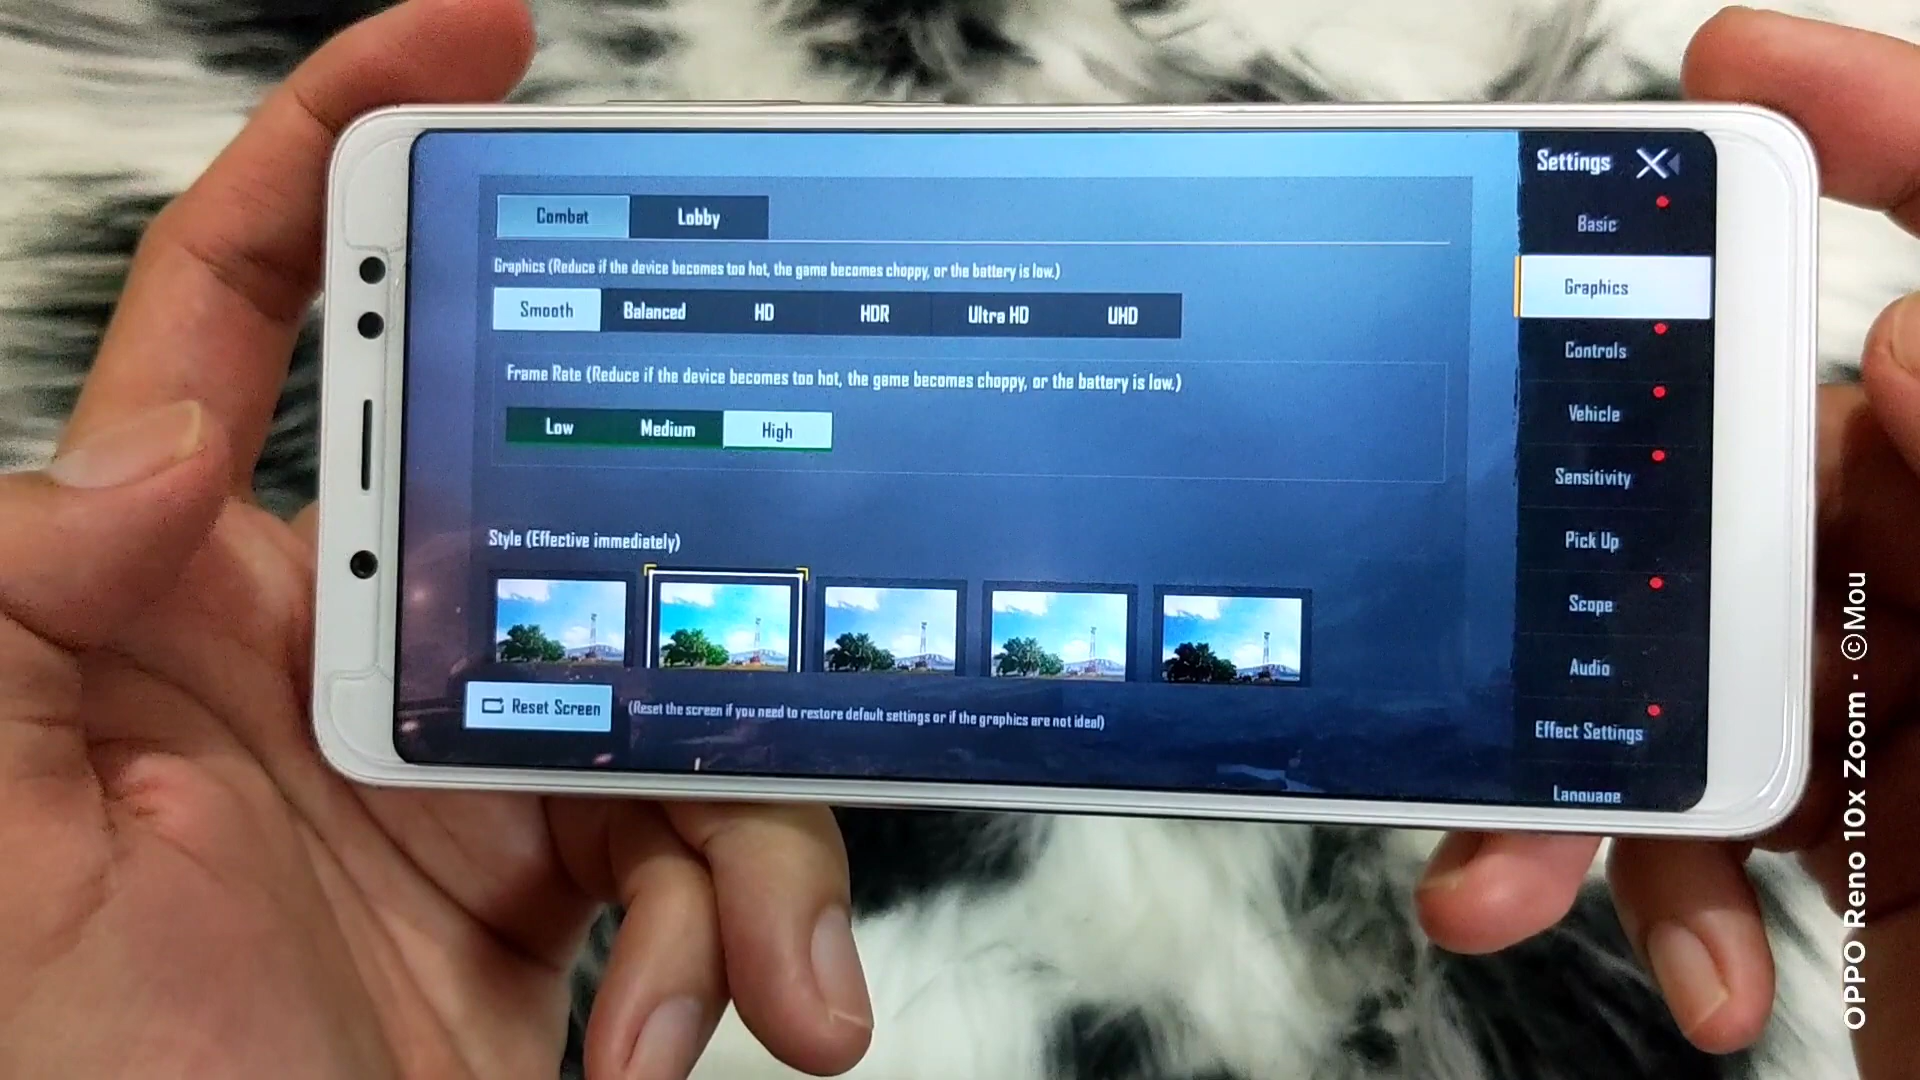 Combat Lobby
Graphics (Reduce if the device becomes too hot, the game becomes choppy, or the battery is low.)
Smooth Balanced HD HDR Ultra HD UHD
Frame Rate (Reduce if the device becomes too hot, the game becomes choppy, or the battery is low.)
Low Medium High
Style (Effective immediately)
Reset Screen (Reset the screen if you need to restore default settings or if the graphics are not ideal)
Settings
Basic
Graphics
Controls
Vehicle
Sensitivity
Pick Up
Scope
Audio
Effect Settings
Language
OPPO Reno 10x Zoom · ©Mou